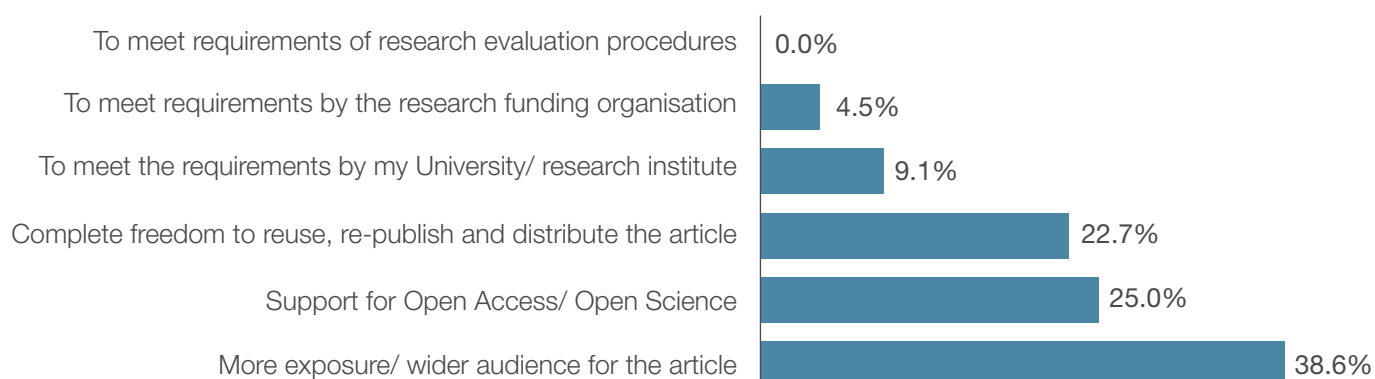 To meet requirements of research evaluation procedures 0.0%
To meet requirements by the research funding organisation 4.5%
To meet the requirements by my University/ research institute 9.1%
Complete freedom to reuse, re-publish and distribute the article 22.7%
Support for Open Access/ Open Science 25.0%
More exposure/ wider audience for the article 38.6%